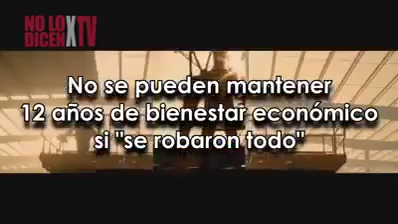 NO LO
DICEN X TV
No se pueden mantener
12 años de bienestar económico
si "se robaron todo"